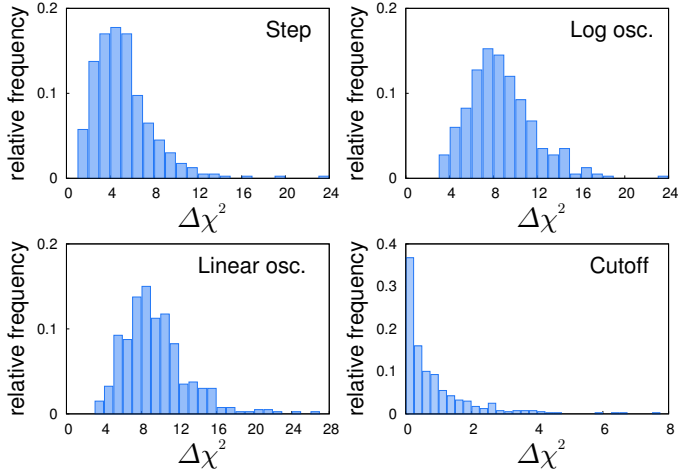 relative frequency
0.2
0.1
0
Step
0 4 8 12 16 20 24
Δχ²
relative frequency
0.2
0.1
0
Log osc.
0 4 8 12 16 20 24
Δχ²
relative frequency
0.2
0.1
0
Linear osc.
0 4 8 12 16 20 24 28
Δχ²
relative frequency
0.4
0.3
0.2
0.1
0
Cutoff
0 2 4 6 8
Δχ²